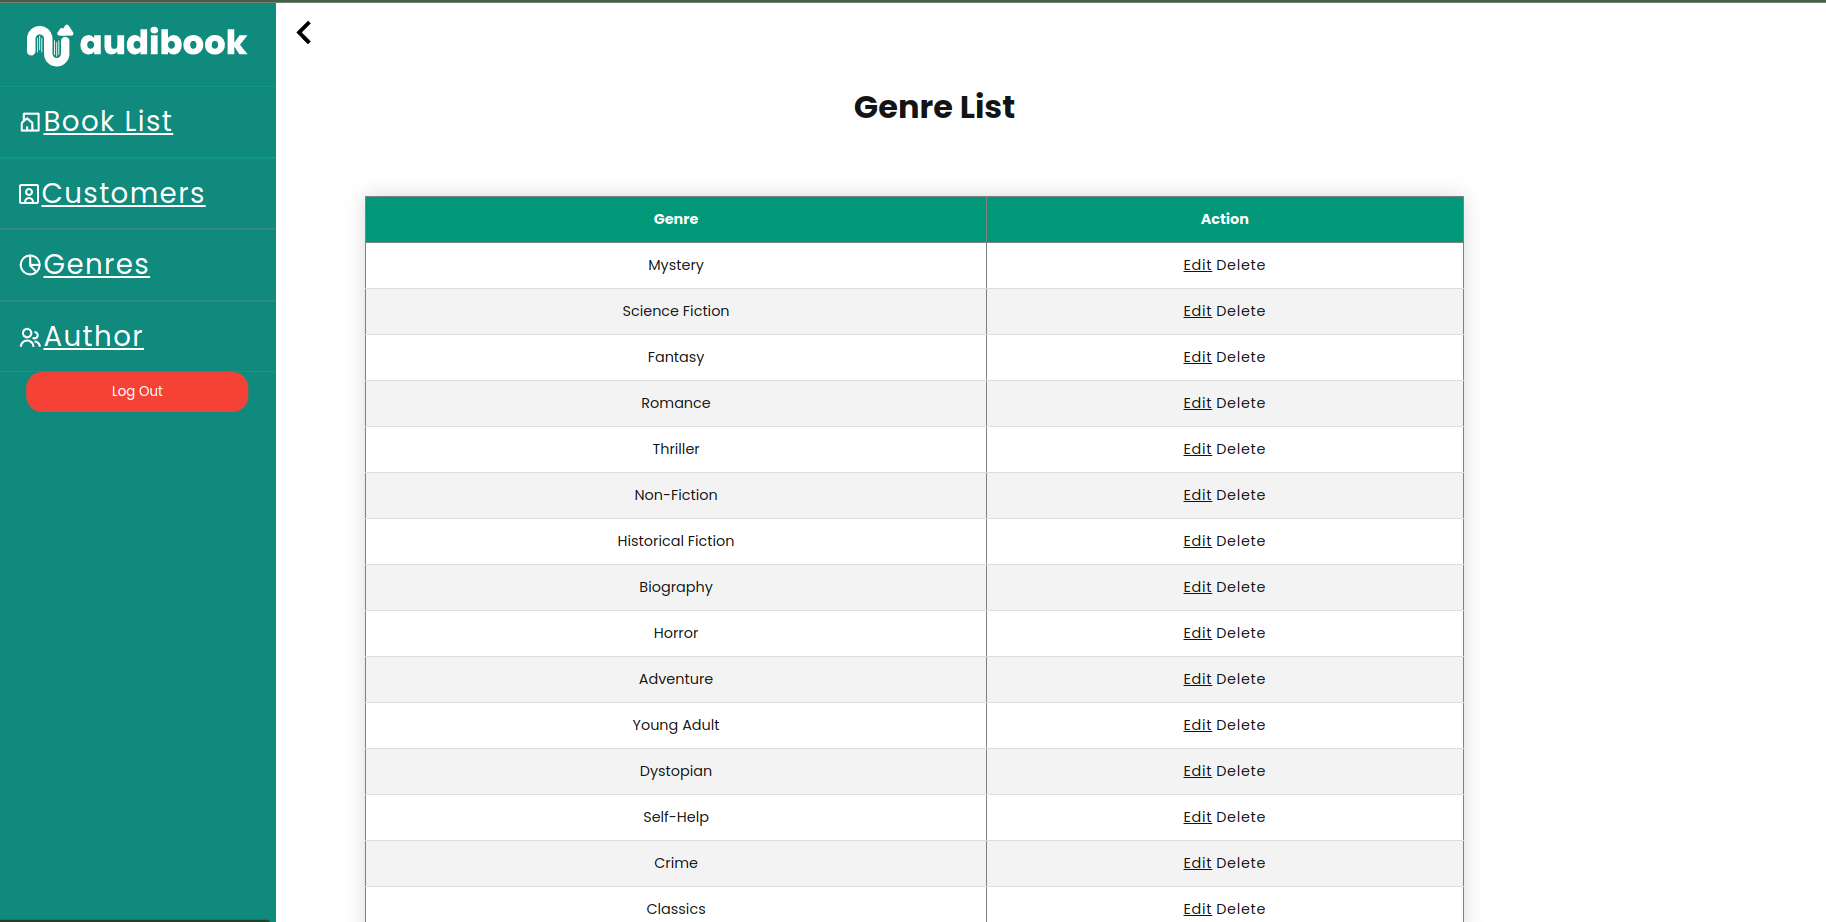 audibook
Book List
Customers
Genres
Author
Log Out
Genre List
Genre Action
Mystery Edit Delete
Science Fiction Edit Delete
Fantasy Edit Delete
Romance Edit Delete
Thriller Edit Delete
Non-Fiction Edit Delete
Historical Fiction Edit Delete
Biography Edit Delete
Horror Edit Delete
Adventure Edit Delete
Young Adult Edit Delete
Dystopian Edit Delete
Self-Help Edit Delete
Crime Edit Delete
Classics Edit Delete